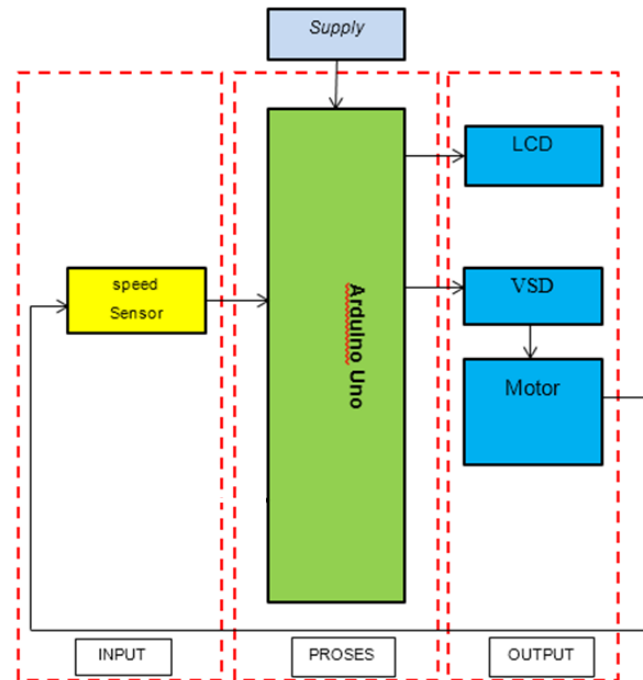 Supply
LCD
speed
Sensor
Arduino Uno
VSD
Motor
INPUT
PROSES
OUTPUT